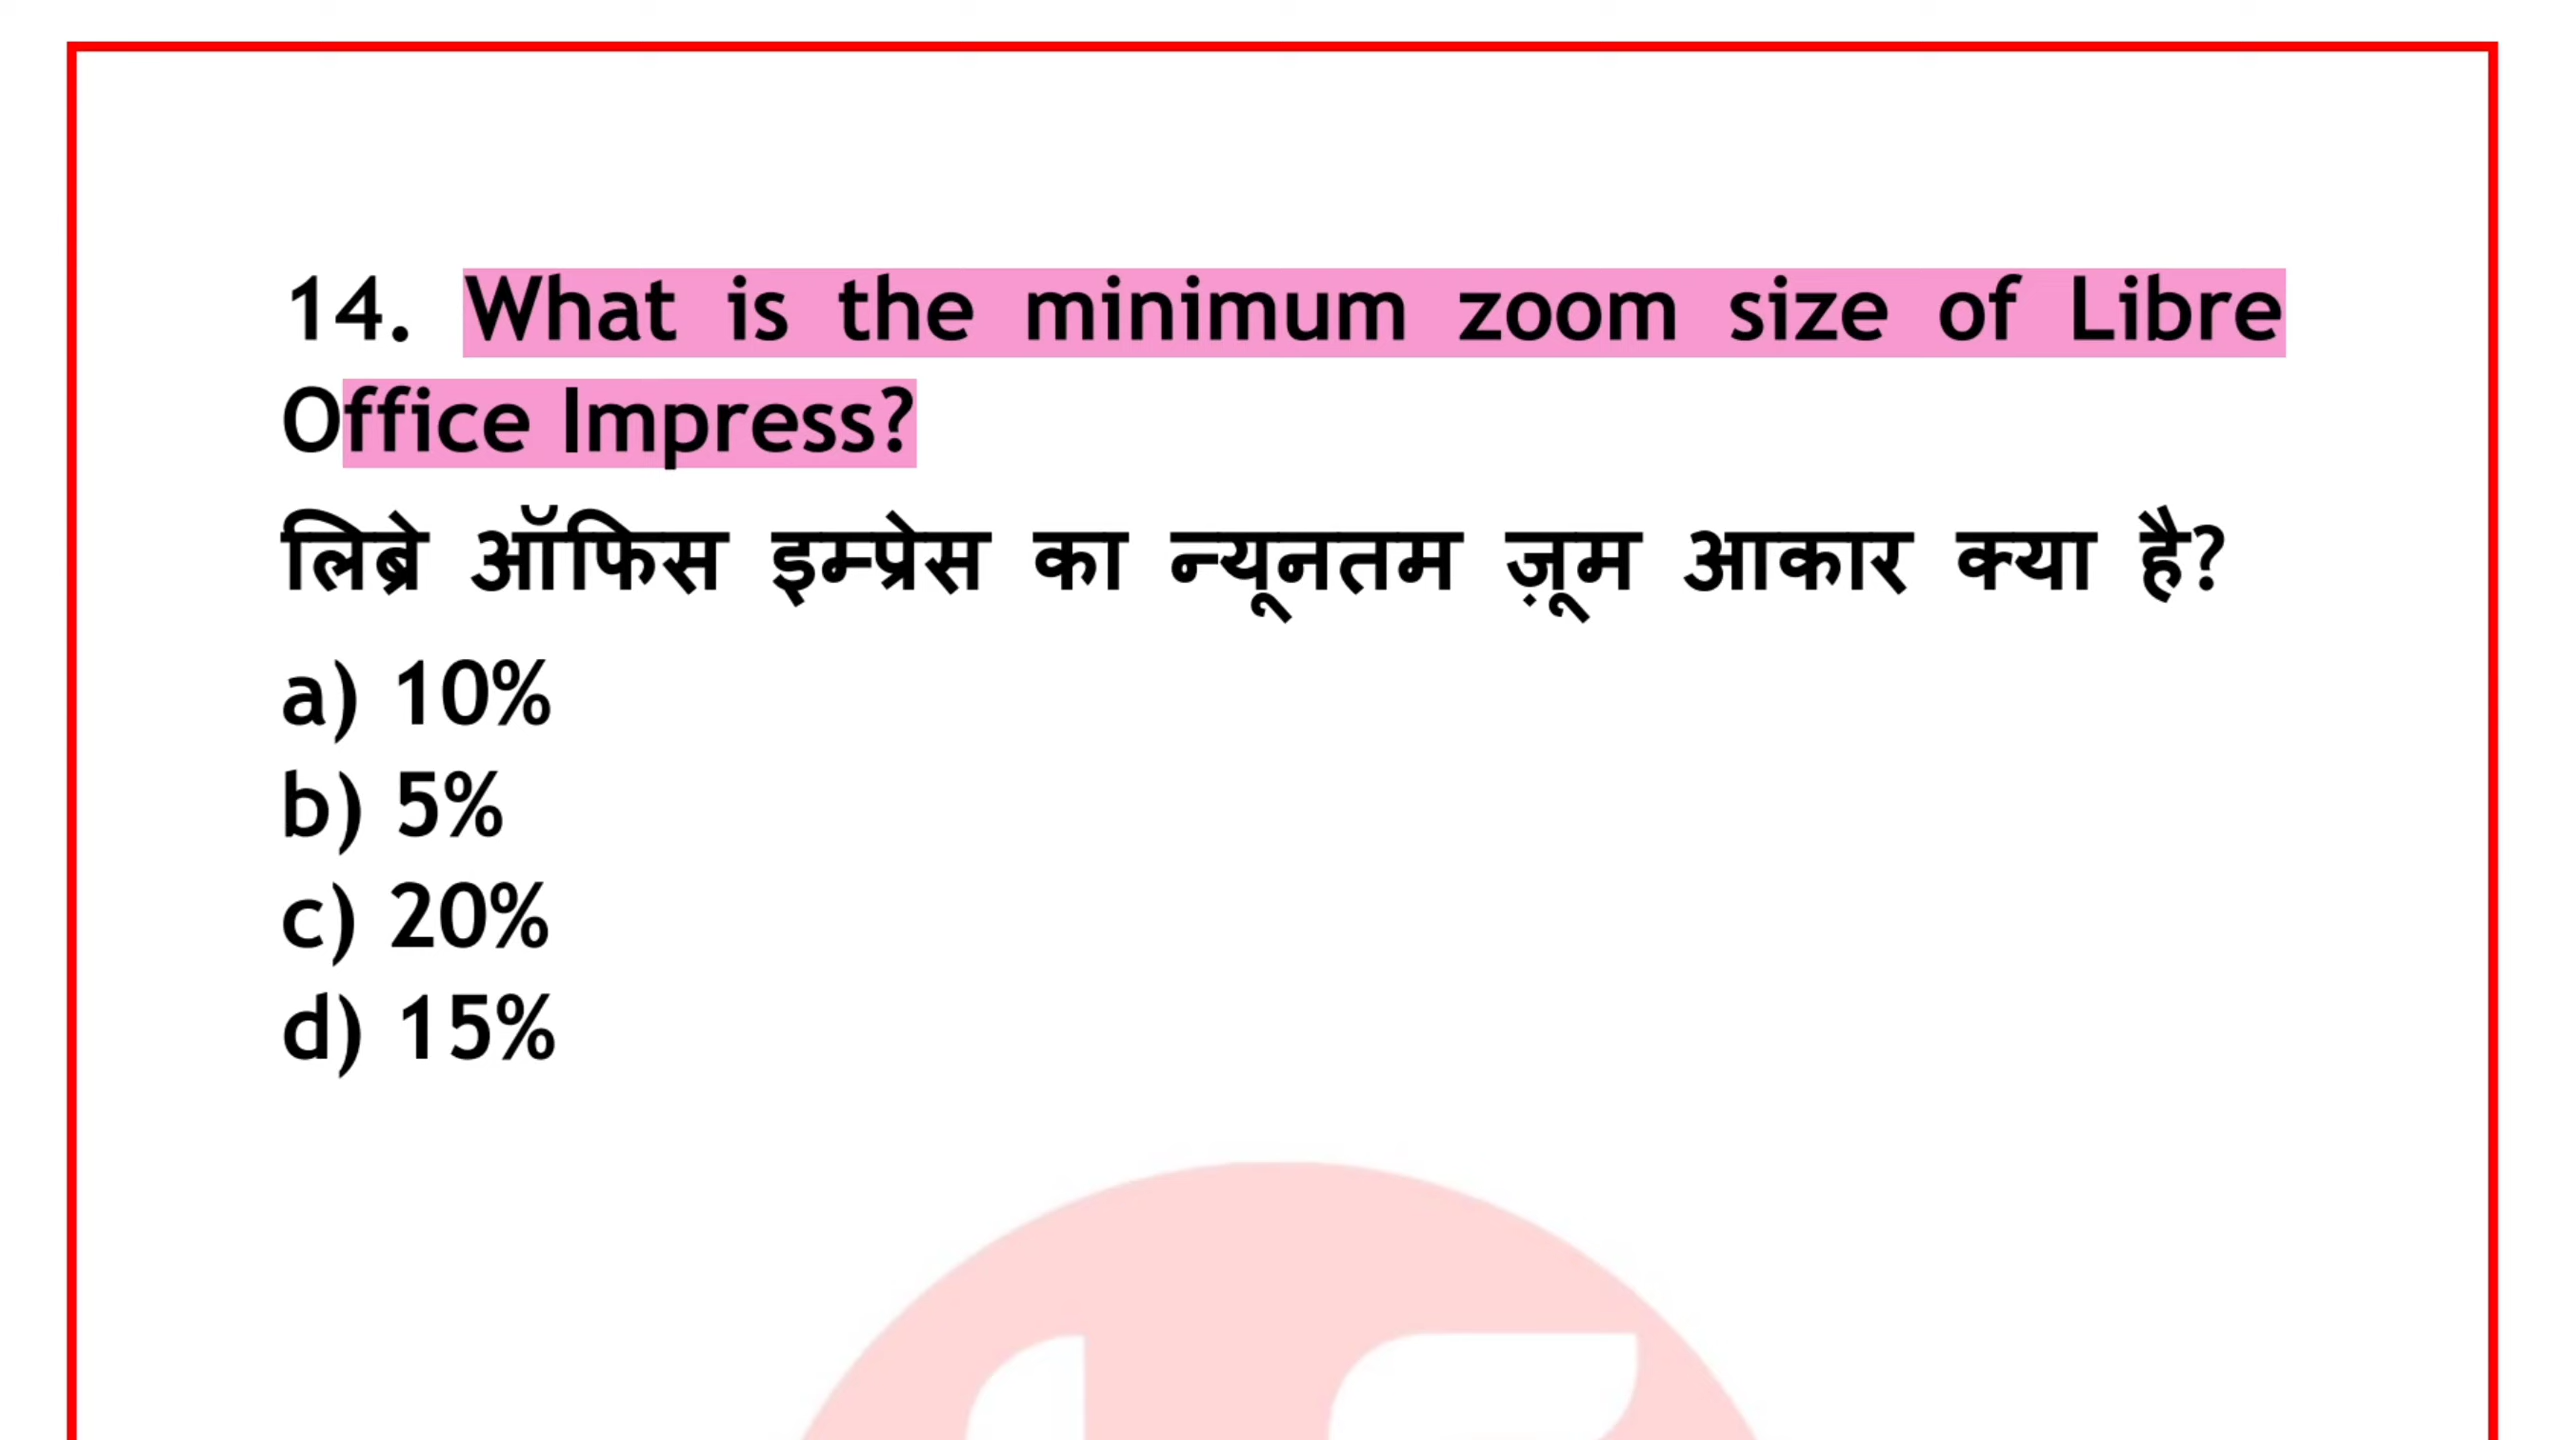 14. What is the minimum zoom size of Libre
Office Impress?
लिब्रे ऑफिस इम्प्रेस का न्यूनतम ज़ूम आकार क्या है?
a) 10%
b) 5%
c) 20%
d) 15%